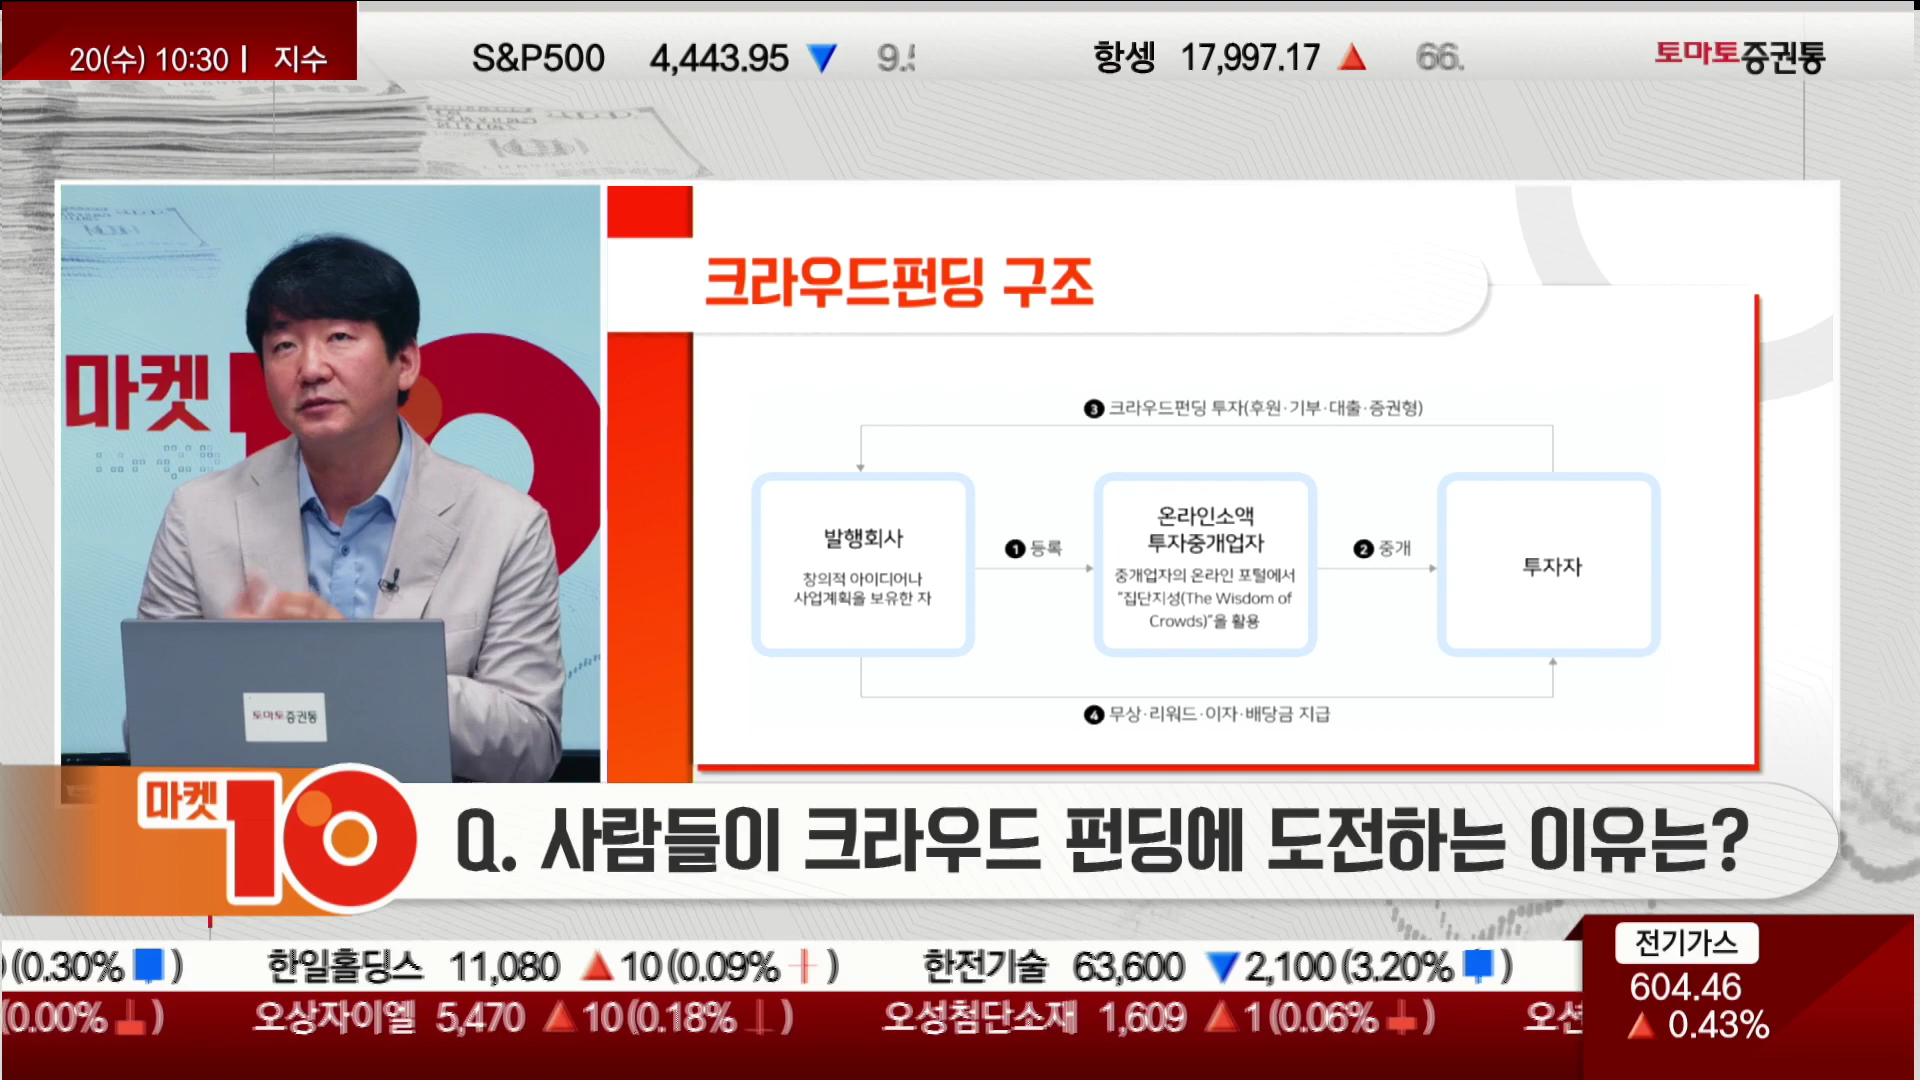 20(수) 10:30 | 지수
S&P500 4,443.95 ▼
항셍 17,997.17 ▲ 66.
토마토증권통
크라우드펀딩 구조
마켓
❸ 크라우드펀딩 투자(후원·기부·대출·증권형)
발행회사
창의적 아이디어나
사업계획을 보유한 자
❶ 등록
온라인소액
투자중개업자
중개업자의 온라인 포털에서
"집단지성(The Wisdom of
Crowds)"을 활용
❷ 중개
투자자
❹ 무상·리워드·이자·배당금 지급
토마토증권통
마켓 10
Q. 사람들이 크라우드 펀딩에 도전하는 이유는?
(0.30% ) 한일홀딩스 11,080 ▲10(0.09% ) 한전기술 63,600 ▼2,100(3.20% )
(0.00% ) 오상자이엘 5,470 ▲10(0.18% ) 오성첨단소재 1,609 ▲1(0.06% )
전기가스
604.46
▲ 0.43%